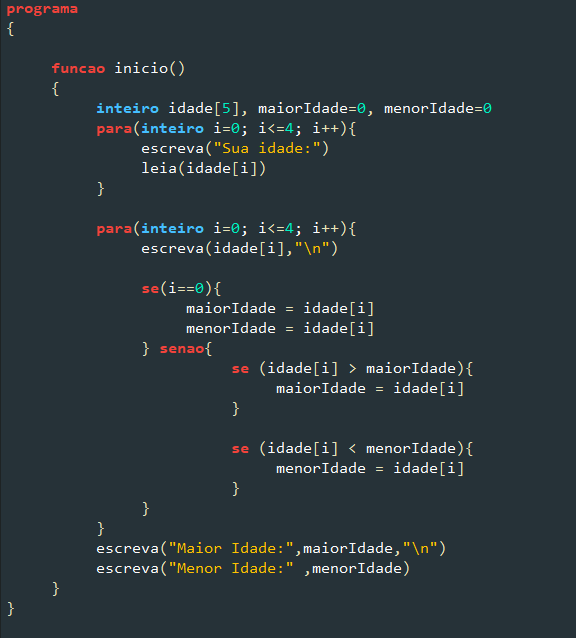 programa
{
funcao inicio()
{
inteiro idade[5], maiorIdade=0, menorIdade=0
para(inteiro i=0; i<=4; i++){
escreva("Sua idade:")
leia(idade[i])
}
para(inteiro i=0; i<=4; i++){
escreva(idade[i],"\n")
se(i==0){
maiorIdade = idade[i]
menorIdade = idade[i]
} senao{
se (idade[i] > maiorIdade){
maiorIdade = idade[i]
}
se (idade[i] < menorIdade){
menorIdade = idade[i]
}
}
}
escreva("Maior Idade:",maiorIdade,"\n")
escreva("Menor Idade:" ,menorIdade)
}
}